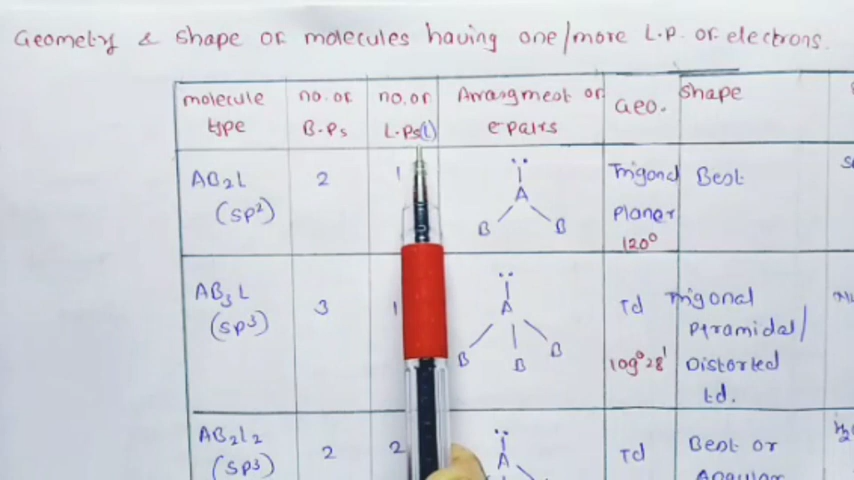 Geometry & shape of molecules having one/more L.P. of electrons.
molecule type
no. of B.Ps
no. of L.Ps(L)
Arrangment of e pairs
Geo.
shape
AB2L (sp²)
2
1
A
B B
Trigonal planer 120°
Bent
AB3L (sp³)
3
1
A
B B B
Td 109°28'
Trigonal pyramidal/ Distorted td.
AB2L2 (sp³)
2
2
A
Td
Bent or Angular